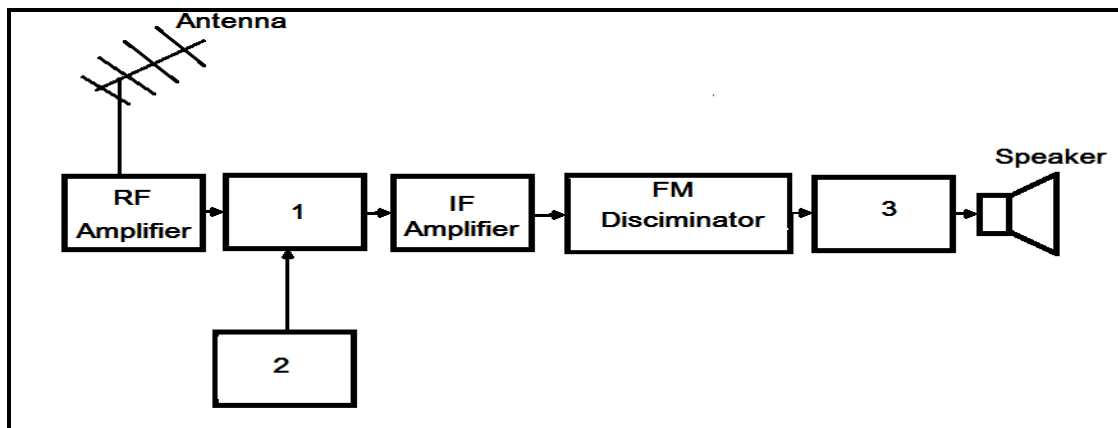 Antenna
Speaker
RF
Amplifier
1
IF
Amplifier
FM
Disciminator
3
2